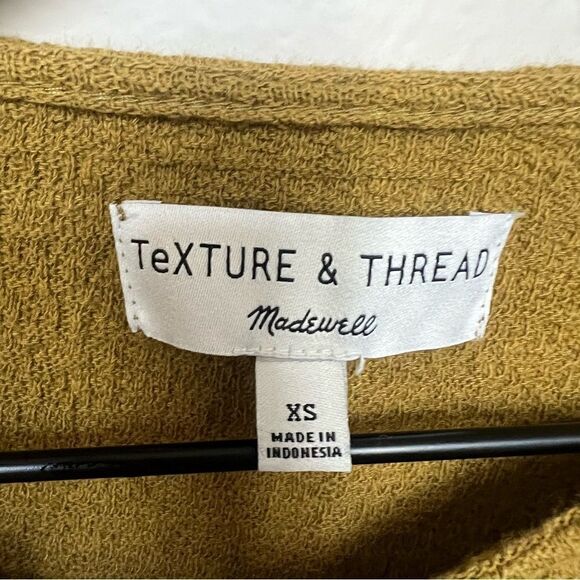 TeXTURE & THREAD
Madewell
XS
MADE IN
INDONESIA